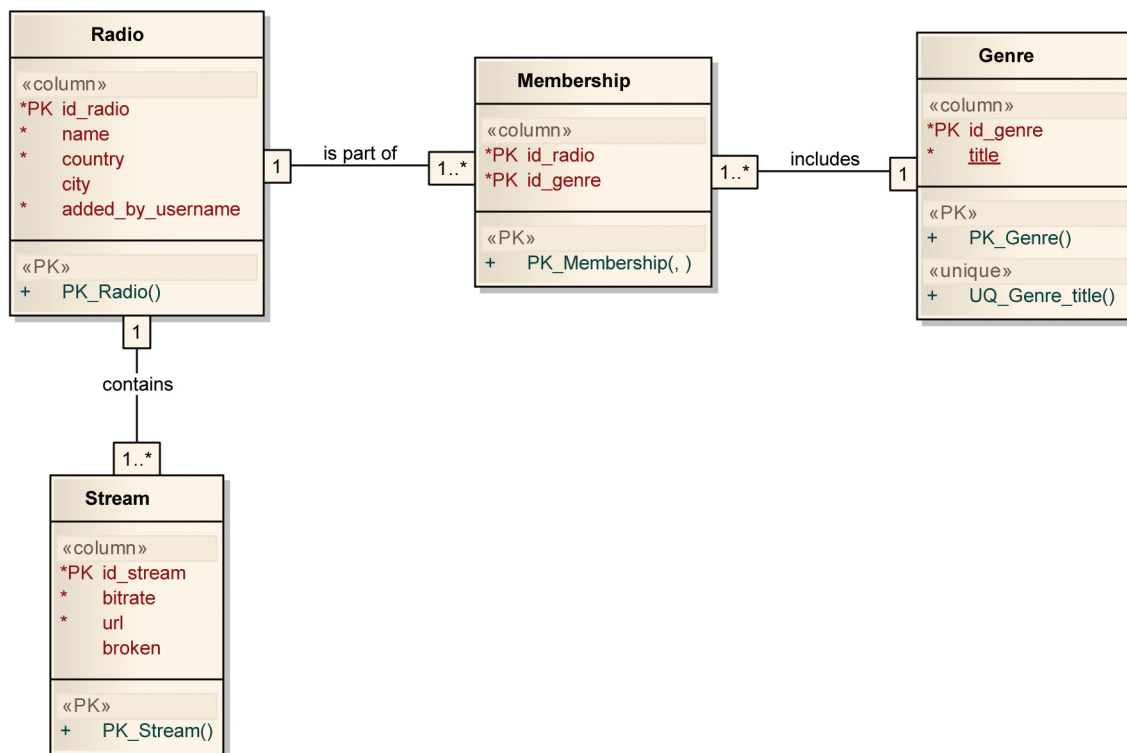 Radio
«column»
*PK id_radio
* name
* country
city
* added_by_username
«PK»
+ PK_Radio()
1
is part of
1..*
Membership
«column»
*PK id_radio
*PK id_genre
«PK»
+ PK_Membership(, )
1..*
includes
1
Genre
«column»
*PK id_genre
* title
«PK»
+ PK_Genre()
«unique»
+ UQ_Genre_title()
1
contains
1..*
Stream
«column»
*PK id_stream
* bitrate
* url
broken
«PK»
+ PK_Stream()